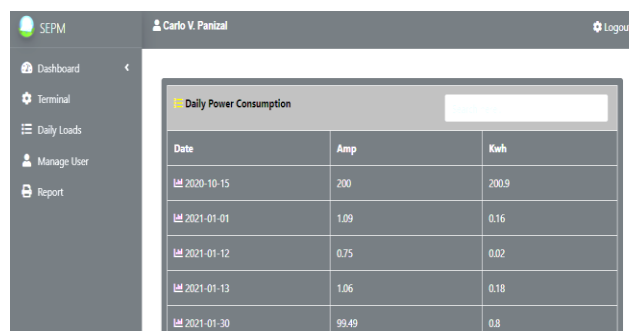 SEPM
Carlo V. Panizal
Logou
Dashboard
Terminal
Daily Loads
Manage User
Report
Daily Power Consumption
Date Amp Kwh
2020-10-15 200 200.9
2021-01-01 1.09 0.16
2021-01-12 0.75 0.02
2021-01-13 1.06 0.18
2021-01-30 99.49 0.8